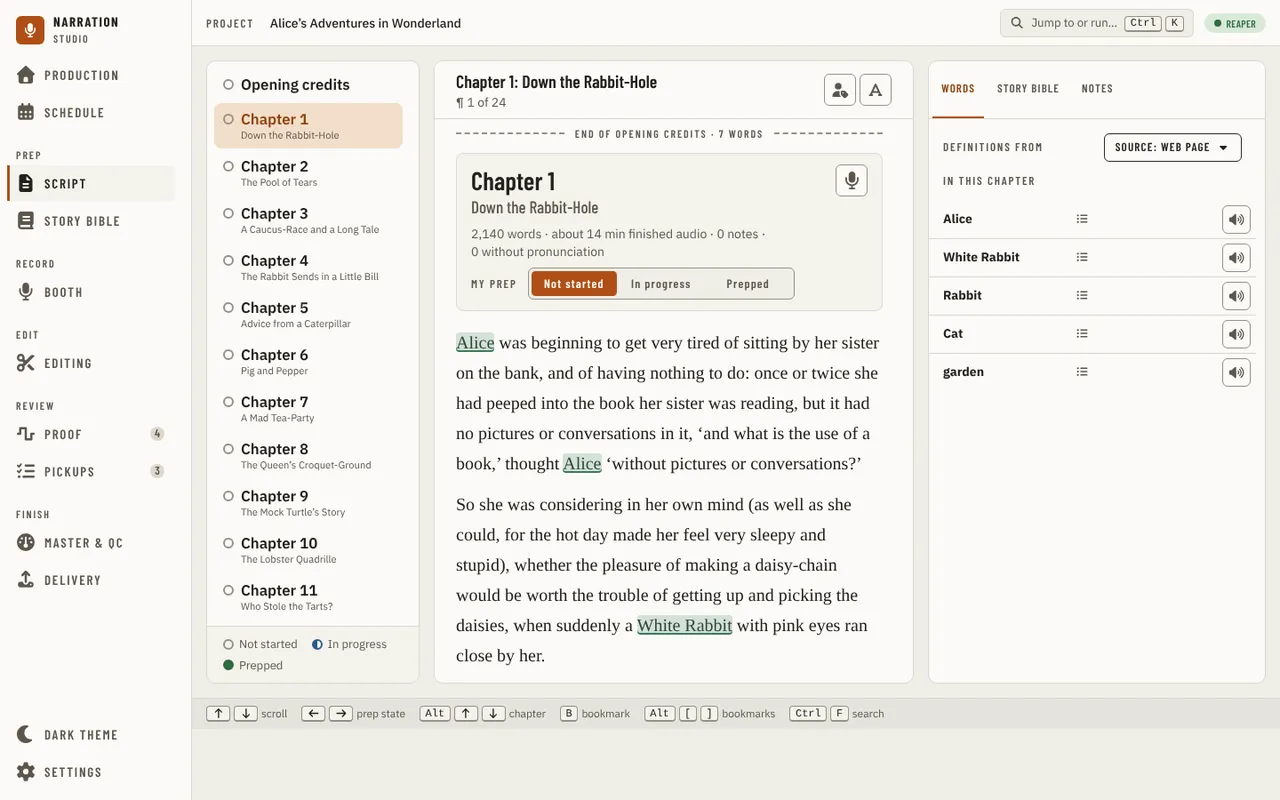 NARRATION
STUDIO
PRODUCTION
SCHEDULE
PREP
SCRIPT
STORY BIBLE
RECORD
BOOTH
EDIT
EDITING
REVIEW
PROOF 4
PICKUPS 3
FINISH
MASTER & QC
DELIVERY
DARK THEME
SETTINGS
PROJECT Alice’s Adventures in Wonderland
Jump to or run… Ctrl K
REAPER
Opening credits
Chapter 1
Down the Rabbit-Hole
Chapter 2
The Pool of Tears
Chapter 3
A Caucus-Race and a Long Tale
Chapter 4
The Rabbit Sends in a Little Bill
Chapter 5
Advice from a Caterpillar
Chapter 6
Pig and Pepper
Chapter 7
A Mad Tea-Party
Chapter 8
The Queen’s Croquet-Ground
Chapter 9
The Mock Turtle’s Story
Chapter 10
The Lobster Quadrille
Chapter 11
Who Stole the Tarts?
Not started In progress
Prepped
Chapter 1: Down the Rabbit-Hole
¶ 1 of 24
A
END OF OPENING CREDITS · 7 WORDS
Chapter 1
Down the Rabbit-Hole
2,140 words · about 14 min finished audio · 0 notes ·
0 without pronunciation
MY PREP Not started In progress Prepped
Alice was beginning to get very tired of sitting by her sister
on the bank, and of having nothing to do: once or twice she
had peeped into the book her sister was reading, but it had
no pictures or conversations in it, ‘and what is the use of a
book,’ thought Alice ‘without pictures or conversations?’
So she was considering in her own mind (as well as she
could, for the hot day made her feel very sleepy and
stupid), whether the pleasure of making a daisy-chain
would be worth the trouble of getting up and picking the
daisies, when suddenly a White Rabbit with pink eyes ran
close by her.
WORDS STORY BIBLE NOTES
DEFINITIONS FROM SOURCE: WEB PAGE
IN THIS CHAPTER
Alice
White Rabbit
Rabbit
Cat
garden
↑ ↓ scroll ← → prep state Alt ↑ ↓ chapter B bookmark Alt [ ] bookmarks Ctrl F search